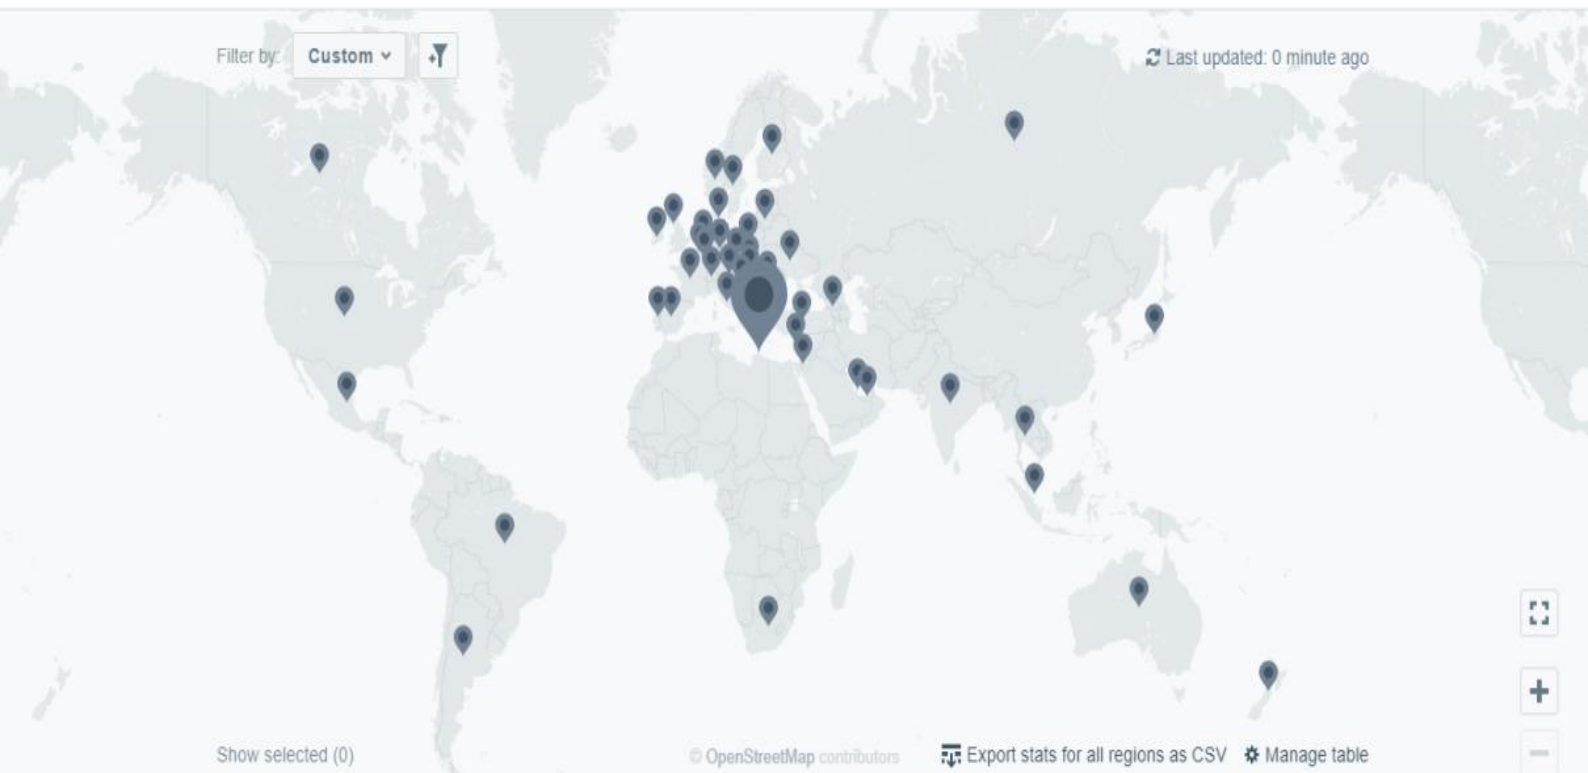 Filter by: Custom
Last updated: 0 minute ago
Show selected (0)
© OpenStreetMap contributors
Export stats for all regions as CSV
Manage table